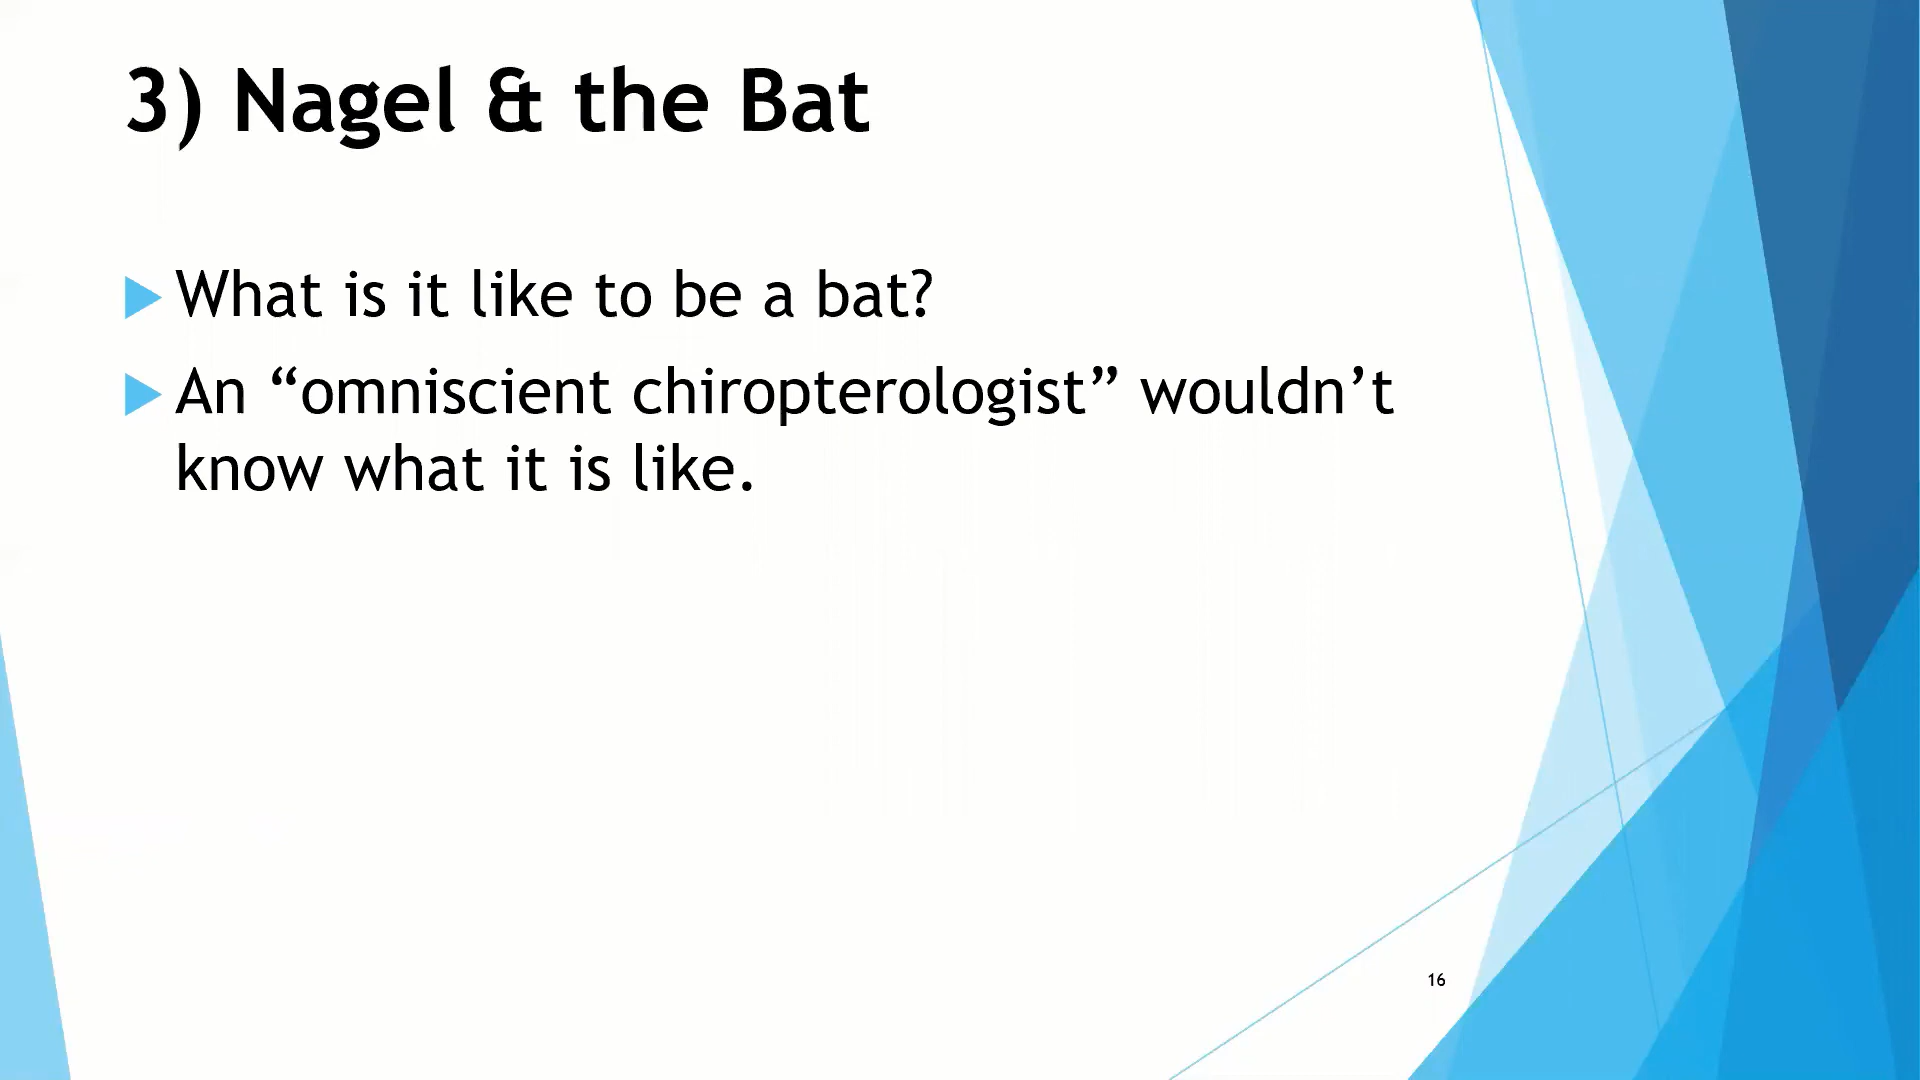 3) Nagel & the Bat
What is it like to be a bat?
An “omniscient chiropterologist” wouldn’t
know what it is like.
16